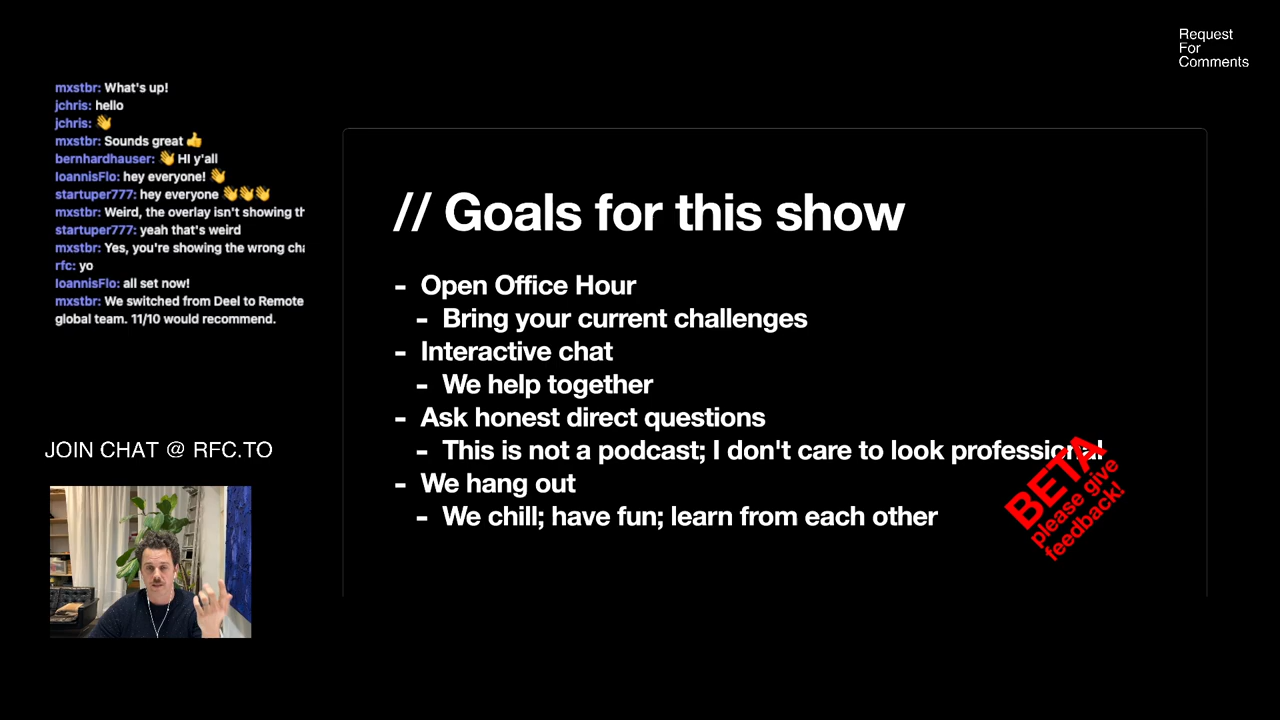 Request
For
Comments
mxstbr: What's up!
jchris: hello
jchris: 👋
mxstbr: Sounds great 👍
bernhardhauser: 👋 HI y'all
IoannisFlo: hey everyone! 👋
startuper777: hey everyone 👋👋👋
mxstbr: Weird, the overlay isn't showing th
startuper777: yeah that's weird
mxstbr: Yes, you're showing the wrong cha
rfc: yo
IoannisFlo: all set now!
mxstbr: We switched from Deel to Remote
global team. 11/10 would recommend.
JOIN CHAT @ RFC.TO
// Goals for this show
- Open Office Hour
- Bring your current challenges
- Interactive chat
- We help together
- Ask honest direct questions
- This is not a podcast; I don't care to look professional
- We hang out
- We chill; have fun; learn from each other
BETA
please give
feedback!